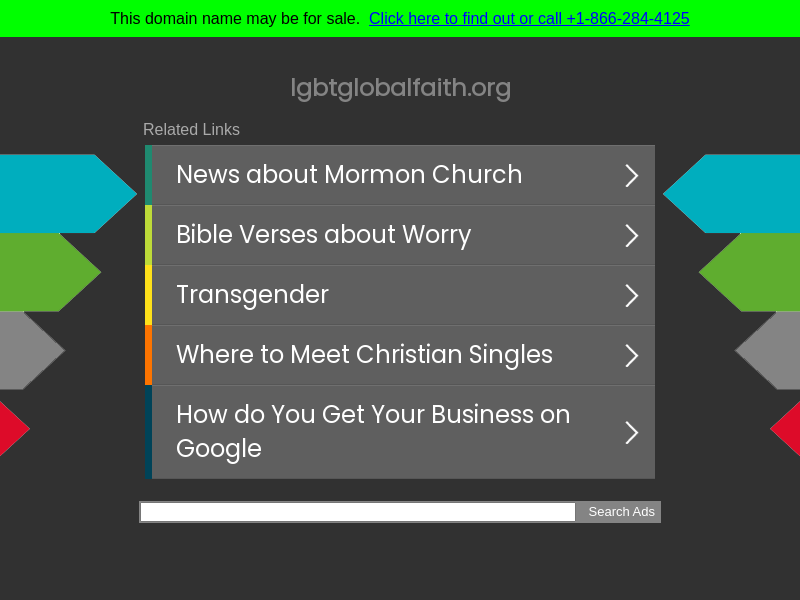 This domain name may be for sale. Click here to find out or call +1-866-284-4125
lgbtglobalfaith.org
Related Links
News about Mormon Church
Bible Verses about Worry
Transgender
Where to Meet Christian Singles
How do You Get Your Business on
Google
Search Ads